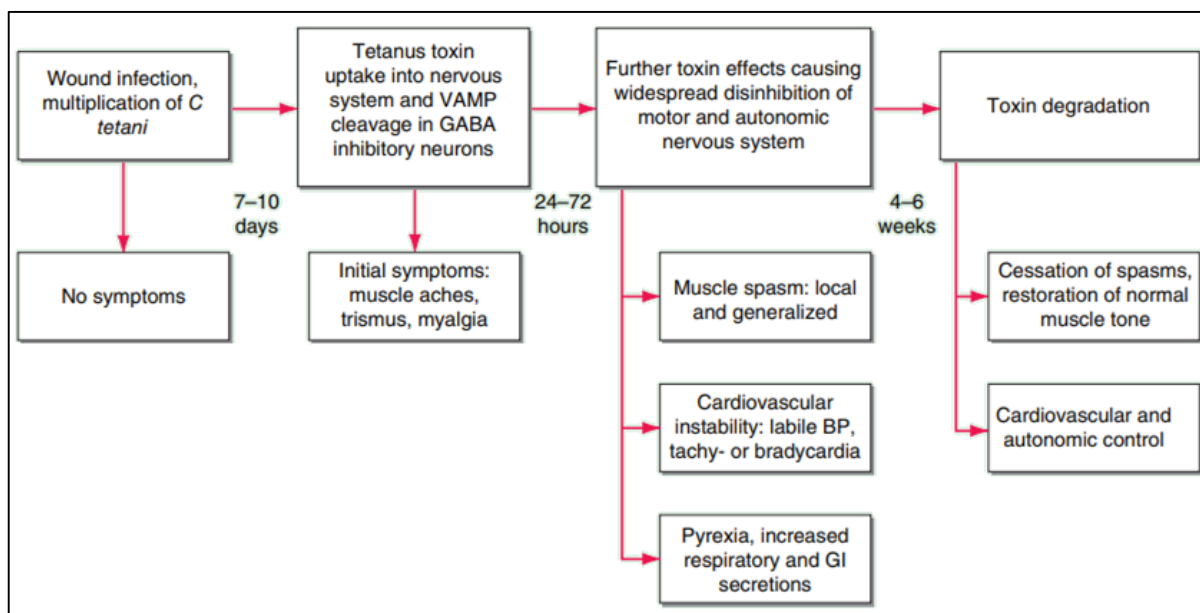 Wound infection,
multiplication of C
tetani
Tetanus toxin
uptake into nervous
system and VAMP
cleavage in GABA
inhibitory neurons
Further toxin effects causing
widespread disinhibition of
motor and autonomic
nervous system
Toxin degradation
7–10
days
24–72
hours
4–6
weeks
No symptoms
Initial symptoms:
muscle aches,
trismus, myalgia
Muscle spasm: local
and generalized
Cardiovascular
instability: labile BP,
tachy- or bradycardia
Pyrexia, increased
respiratory and GI
secretions
Cessation of spasms,
restoration of normal
muscle tone
Cardiovascular and
autonomic control